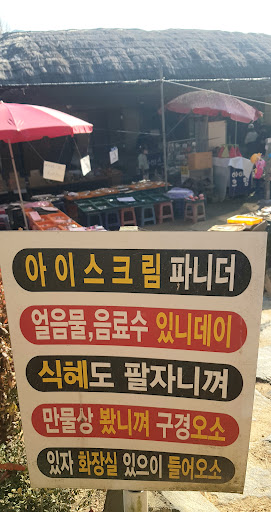 아이스크림 파니더
얼음물,음료수 있니데이
식혜도 팔자니껴
만물상 봤니껴 구경오소
있자 화장실 있으이 들어오소